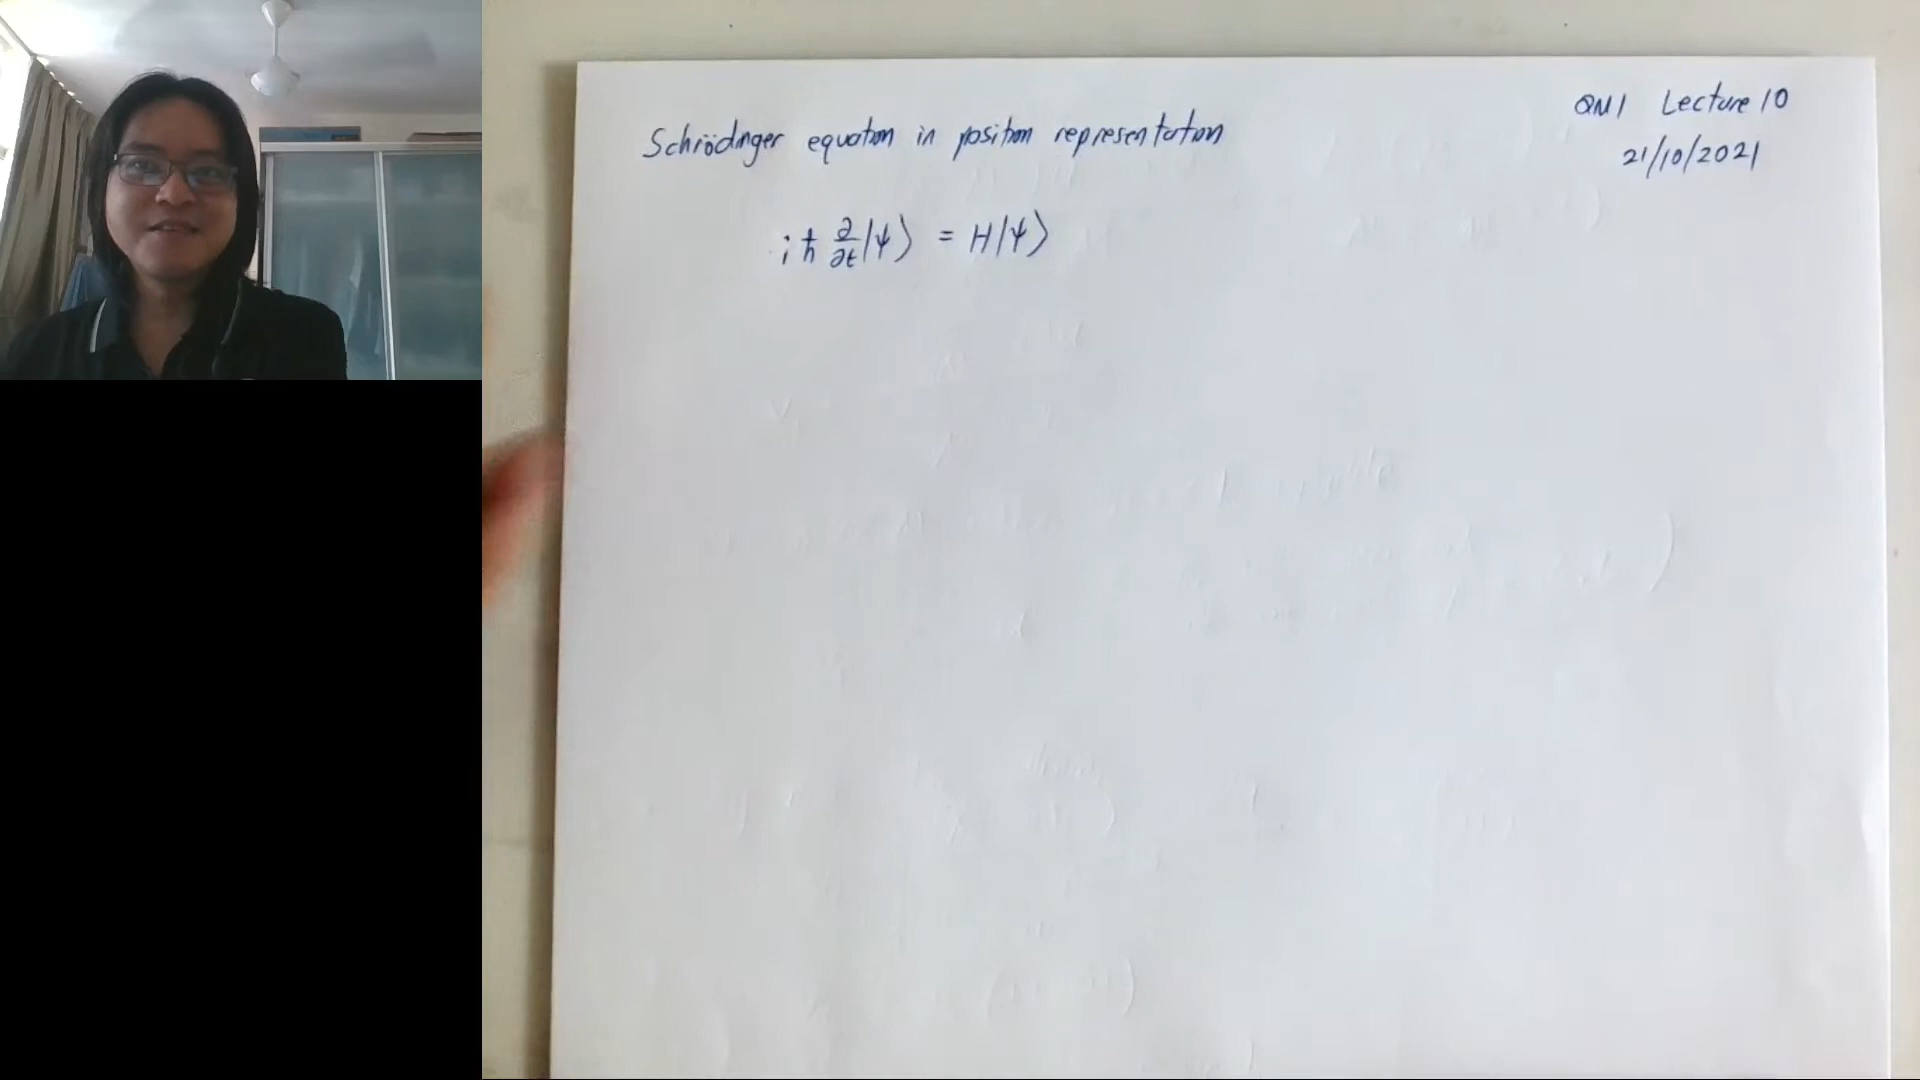 QM1 Lecture 10
21/10/2021
Schrödinger equation in position representation
iℏ ∂/∂t |ψ⟩ = H|ψ⟩